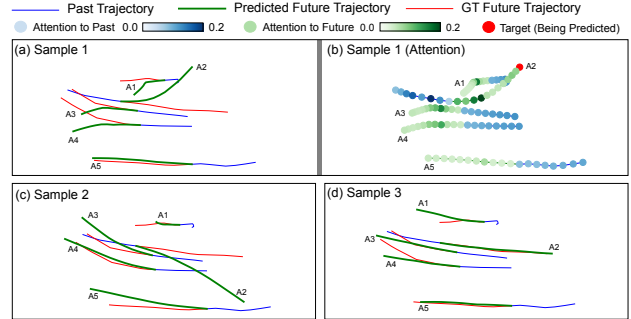 Past Trajectory Predicted Future Trajectory GT Future Trajectory
Attention to Past 0.0 0.2 Attention to Future 0.0 0.2 Target (Being Predicted)
(a) Sample 1
A2
A1
A3
A4
A5
(b) Sample 1 (Attention)
A2
A1
A3
A4
A5
(c) Sample 2
A3
A1
A4
A5
A2
(d) Sample 3
A1
A3
A2
A4
A5